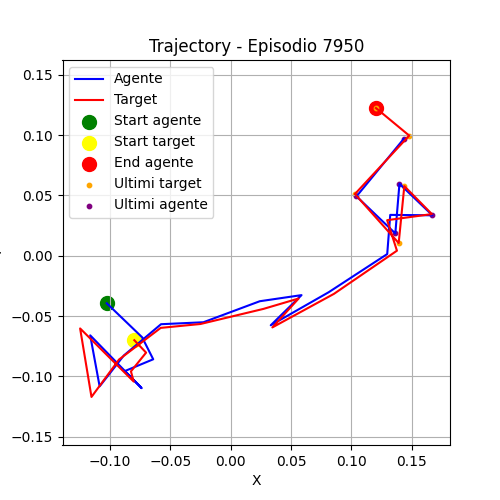 Trajectory - Episodio 7950
Agente
Target
Start agente
Start target
End agente
Ultimi target
Ultimi agente
0.15
0.10
0.05
0.00
−0.05
−0.10
−0.15
−0.10
−0.05
0.00
0.05
0.10
0.15
X